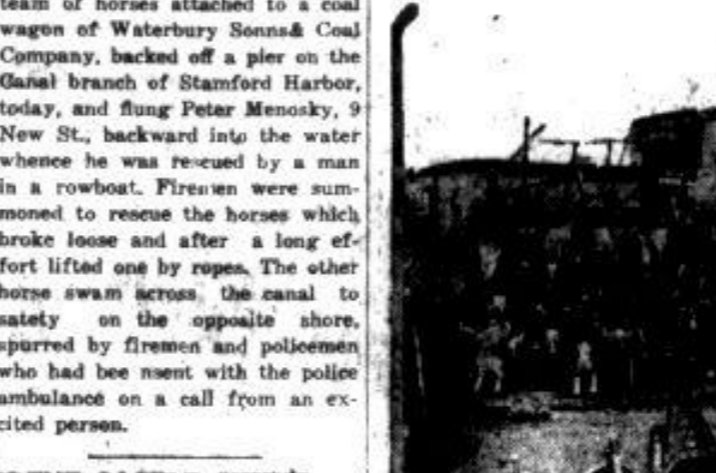 team of horses attached to a coal
wagon of Waterbury Sonns& Coal
Company, backed off a pier on the
Canal branch of Stamford Harbor,
today, and flung Peter Menosky, 9
New St., backward into the water
whence he was rescued by a man
in a rowboat. Firemen were sum-
moned to rescue the horses which
broke loose and after a long ef-
fort lifted one by ropes. The other
horse swam across the canal to
safety on the opposite shore,
spurred by firemen and policemen
who had bee nsent with the police
ambulance on a call from an ex-
cited person.